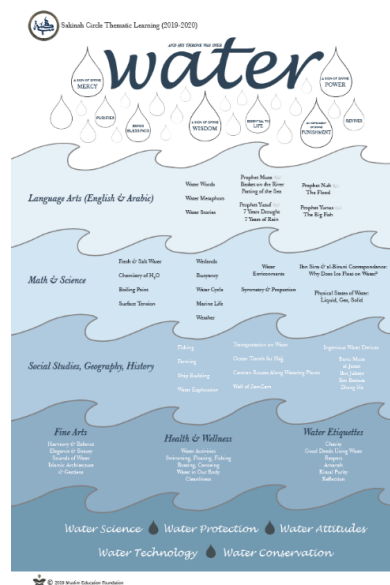 Sakinah Circle Thematic Learning (2019-2020)
AND HIS THRONE WAS OVER
water
A SIGN OF DIVINE
MERCY
A SIGN OF DIVINE
POWER
PURIFIES
BRINGS
BLESSINGS
A SIGN OF DIVINE
WISDOM
ESSENTIAL TO
LIFE
AN INSTRUMENT
OF DIVINE
PUNISHMENT
REVIVES
Language Arts (English & Arabic)
Water Words
Water Metaphors
Water Stories
Prophet Musa
Basket on the River
Parting of the Sea
Prophet Yusuf
7 Years Drought
7 Years of Rain
Prophet Nuh
The Flood
Prophet Yunus
The Big Fish
Math & Science
Fresh & Salt Water
Chemistry of H2O
Boiling Point
Surface Tension
Wetlands
Buoyancy
Water Cycle
Marine Life
Weather
Water
Environments
Symmetry & Proportion
Ibn Sina & al-Biruni Correspondence:
Why Does Ice Float on Water?
Physical States of Water:
Liquid, Gas, Solid
Social Studies, Geography, History
Fishing
Farming
Ship Building
Water Exploration
Transportation on Water
Ocean Travels for Hajj
Caravan Routes Along Watering Places
Well of Zam Zam
Ingenious Water Devices
Banu Musa
al-Jazari
Ibn Jubayr
Ibn Battuta
Zheng He
Fine Arts
Harmony & Balance
Elegance & Beauty
Sounds of Water
Islamic Architecture
& Gardens
Health & Wellness
Water Activities
Swimming, Floating, Fishing
Rowing, Canoeing
Water in Our Body
Cleanliness
Water Etiquettes
Charity
Good Deeds Using Water
Respect
Amanah
Ritual Purity
Reflection
Water Science Water Protection Water Attitudes
Water Technology Water Conservation
© 2019 Muslim Education Foundation